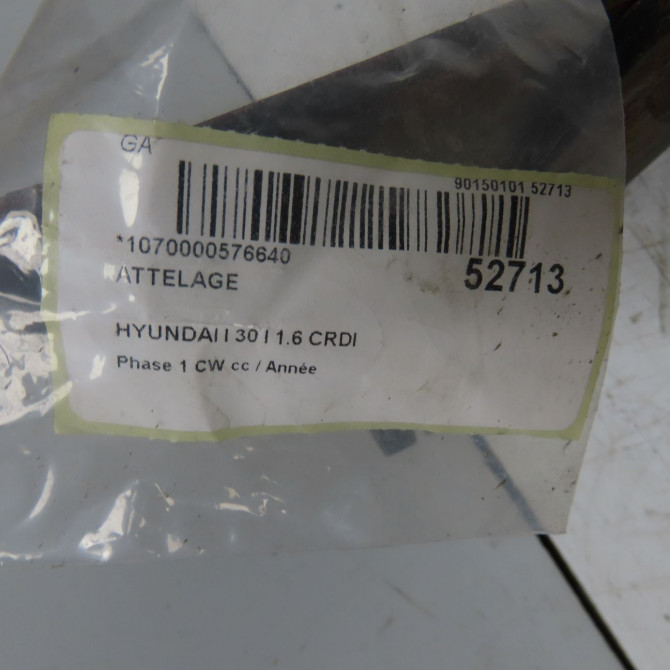 GA
90150101 52713
*1070000576640
52713
ATTELAGE
HYUNDAI I 30 I 1.6 CRDI
Phase 1 CW cc / Année